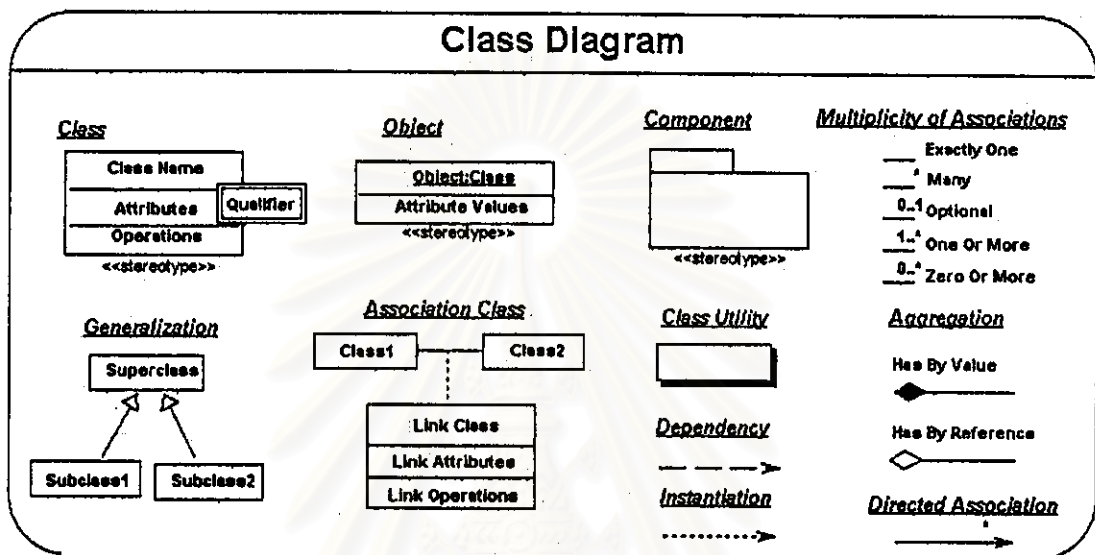 Class Diagram
Class
Class Name
Attributes
Qualifier
Operations
<<stereotype>>
Object
Object:Class
Attribute Values
<<stereotype>>
Component
<<stereotype>>
Multiplicity of Associations
Exactly One
* Many
0..1 Optional
1..* One Or More
0..* Zero Or More
Generalization
Superclass
Subclass1
Subclass2
Association Class
Class1
Class2
Link Class
Link Attributes
Link Operations
Class Utility
Dependency
Instantiation
Aggregation
Has By Value
Has By Reference
Directed Association